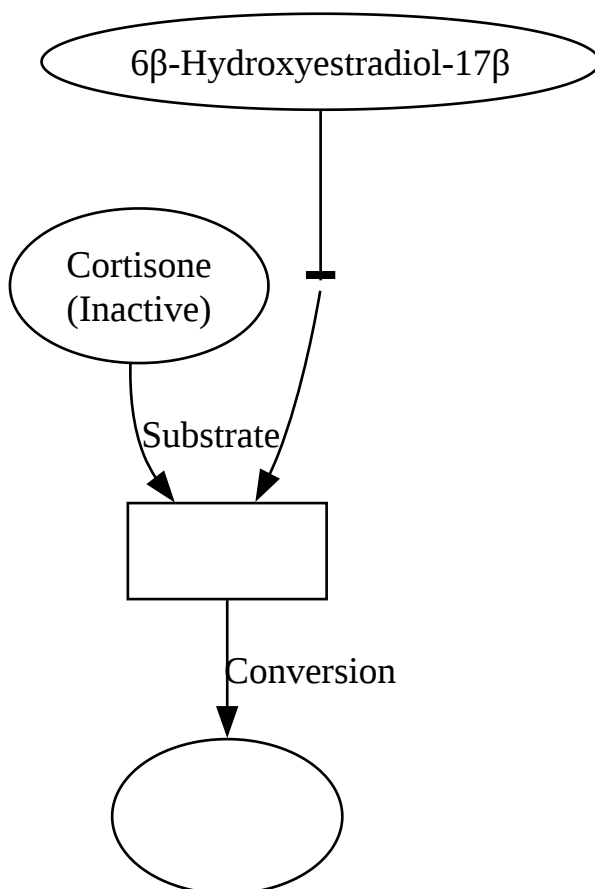 6β-Hydroxyestradiol-17β
Cortisone
(Inactive)
Substrate
Conversion